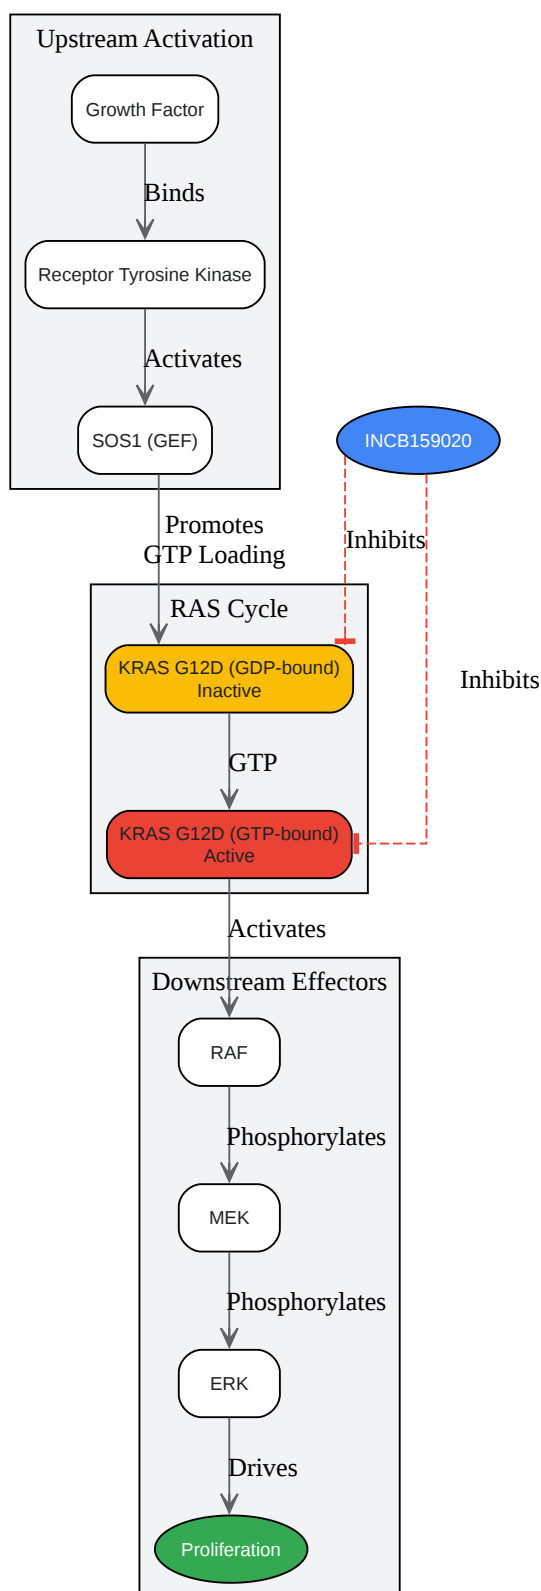 Upstream Activation
Growth Factor
Binds
Receptor Tyrosine Kinase
Activates
SOS1 (GEF)
INCB159020
Promotes
GTP Loading
Inhibits
RAS Cycle
KRAS G12D (GDP-bound)
Inactive
Inhibits
GTP
KRAS G12D (GTP-bound)
Active
Activates
Downstream Effectors
RAF
Phosphorylates
MEK
Phosphorylates
ERK
Drives
Proliferation